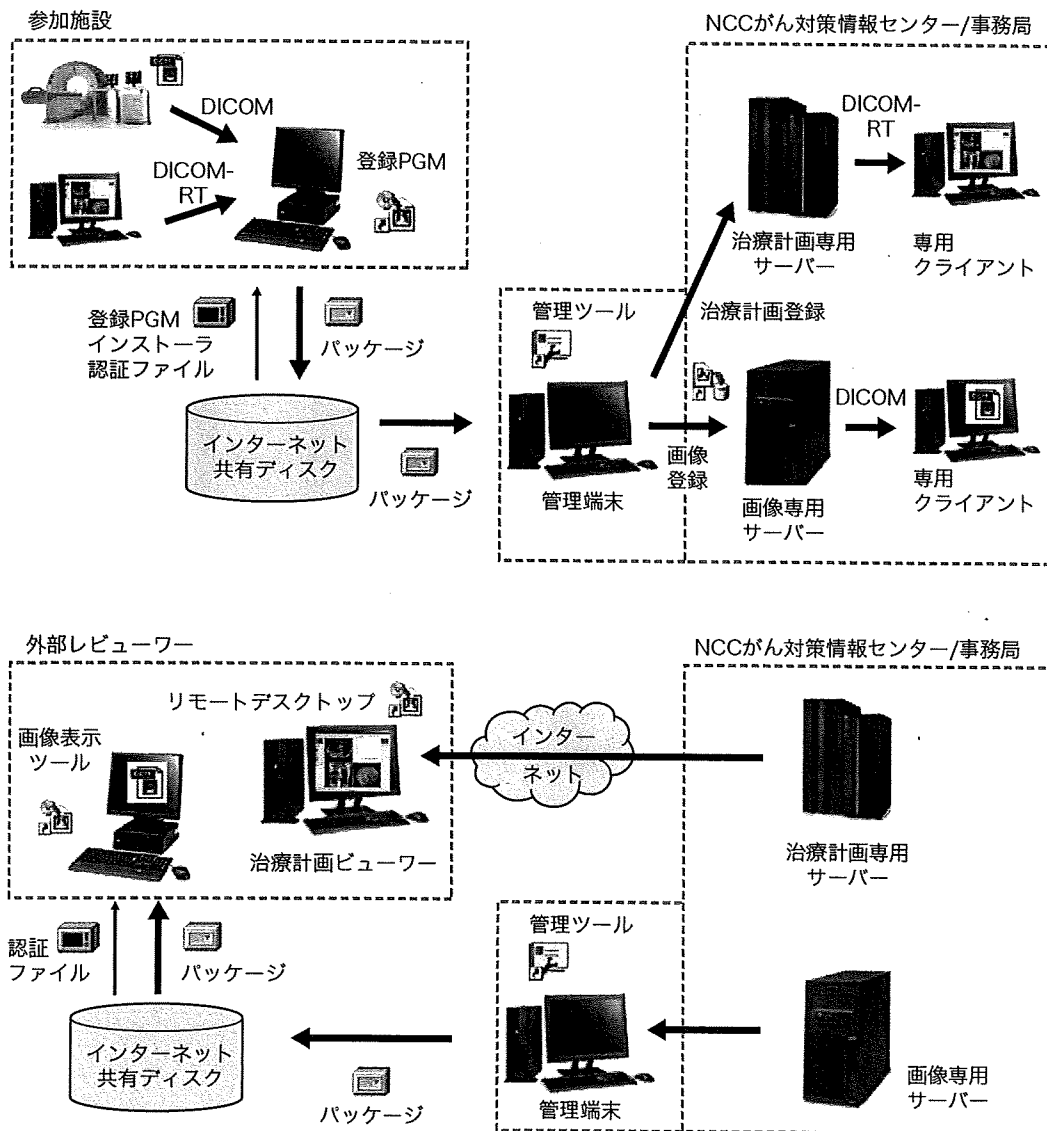 参加施設
NCCがん対策情報センター/事務局
DICOM
登録PGM
DICOM-
RT
DICOM-
RT
治療計画専用
サーバー
専用
クライアント
登録PGM
インストーラ
認証ファイル
パッケージ
管理ツール
治療計画登録
インターネット
共有ディスク
パッケージ
管理端末
画像
登録
DICOM
画像専用
サーバー
専用
クライアント
外部レビューワー
NCCがん対策情報センター/事務局
リモートデスクトップ
画像表示
ツール
治療計画ビューワー
インター
ネット
治療計画専用
サーバー
認証
ファイル
パッケージ
管理ツール
インターネット
共有ディスク
パッケージ
管理端末
画像専用
サーバー